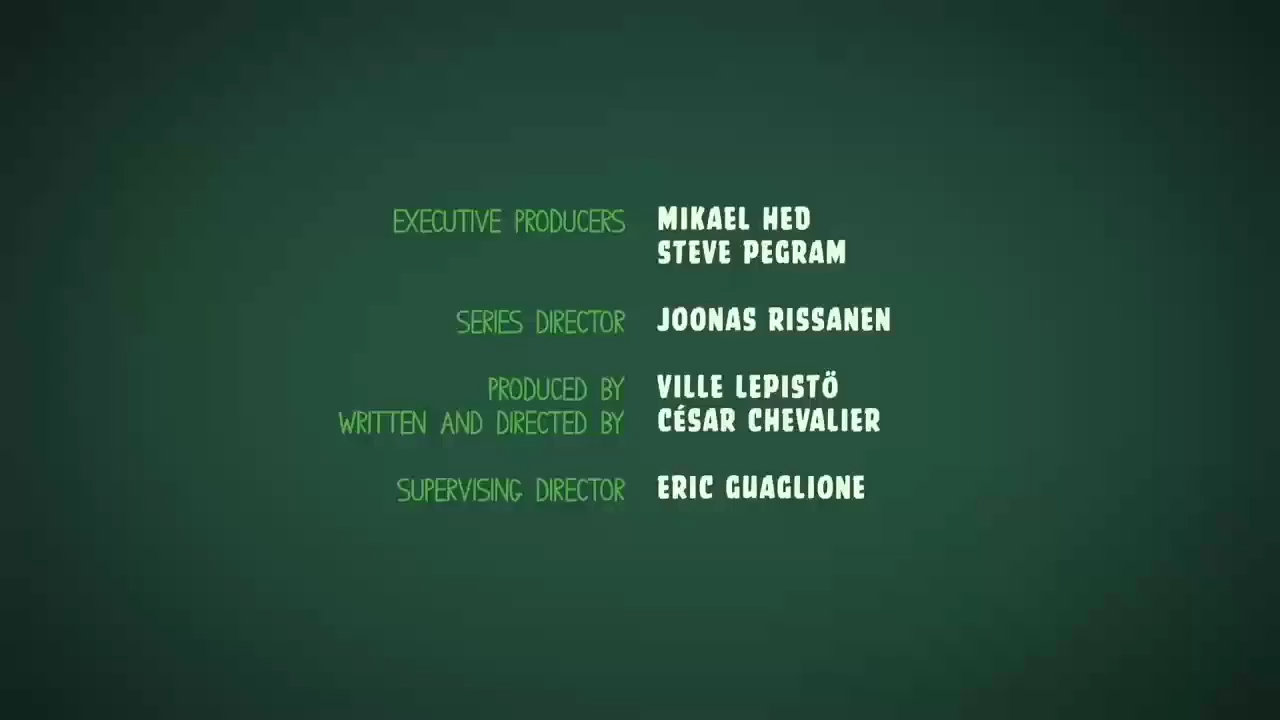 EXECUTIVE PRODUCERS MIKAEL HED
STEVE PEGRAM
SERIES DIRECTOR JOONAS RISSANEN
PRODUCED BY VILLE LEPISTÖ
WRITTEN AND DIRECTED BY CÉSAR CHEVALIER
SUPERVISING DIRECTOR ERIC GUAGLIONE